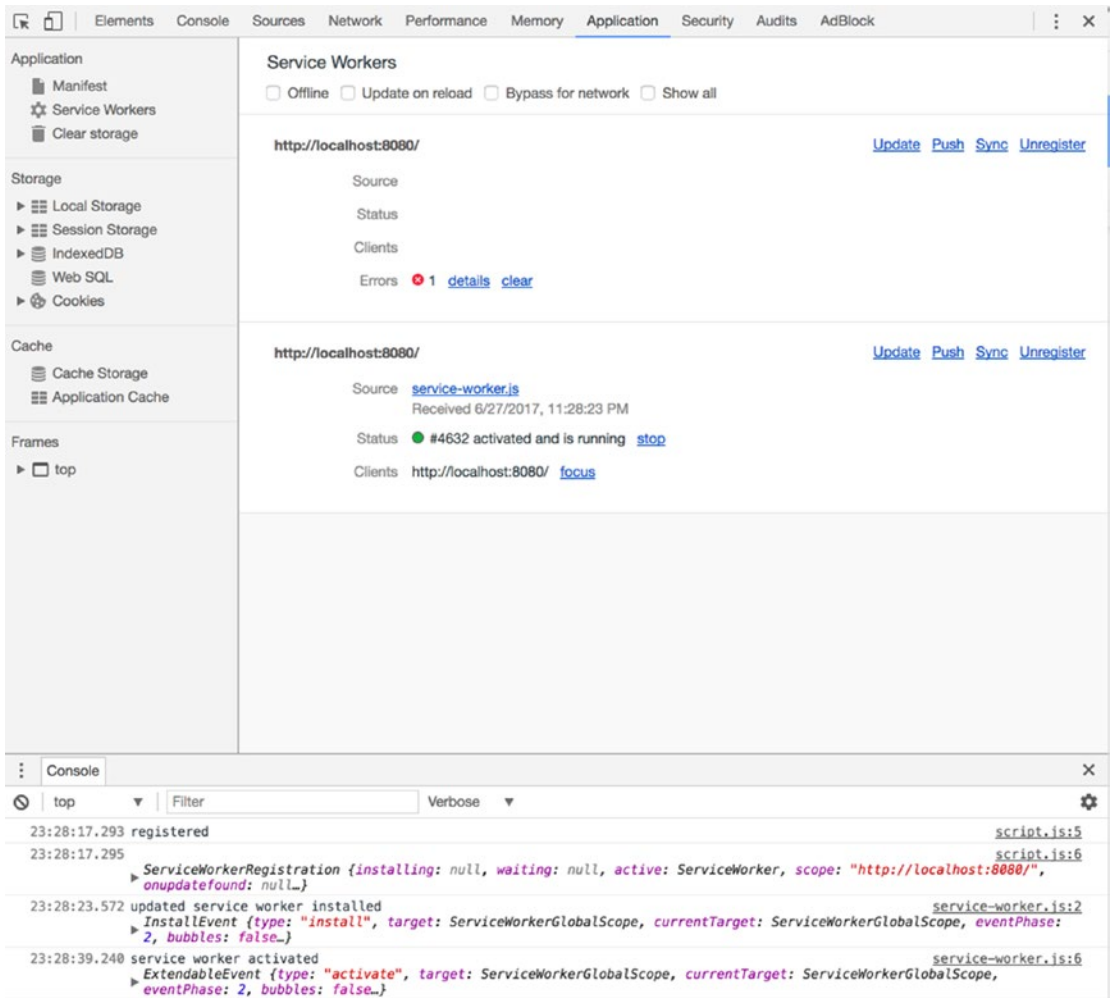 Elements Console Sources Network Performance Memory Application Security Audits AdBlock
Application
Manifest
Service Workers
Clear storage
Storage
Local Storage
Session Storage
IndexedDB
Web SQL
Cookies
Cache
Cache Storage
Application Cache
Frames
top
Service Workers
Offline Update on reload Bypass for network Show all
http://localhost:8080/ Update Push Sync Unregister
Source
Status
Clients
Errors 1 details clear
http://localhost:8080/ Update Push Sync Unregister
Source service-worker.js
Received 6/27/2017, 11:28:23 PM
Status #4632 activated and is running stop
Clients http://localhost:8080/ focus
Console
top Filter Verbose
23:28:17.293 registered script.js:5
23:28:17.295 script.js:6
ServiceWorkerRegistration {installing: null, waiting: null, active: ServiceWorker, scope: "http://localhost:8080/",
onupdatefound: null…}
23:28:23.572 updated service worker installed service-worker.js:2
InstallEvent {type: "install", target: ServiceWorkerGlobalScope, currentTarget: ServiceWorkerGlobalScope, eventPhase:
2, bubbles: false…}
23:28:39.240 service worker activated service-worker.js:6
ExtendableEvent {type: "activate", target: ServiceWorkerGlobalScope, currentTarget: ServiceWorkerGlobalScope,
eventPhase: 2, bubbles: false…}